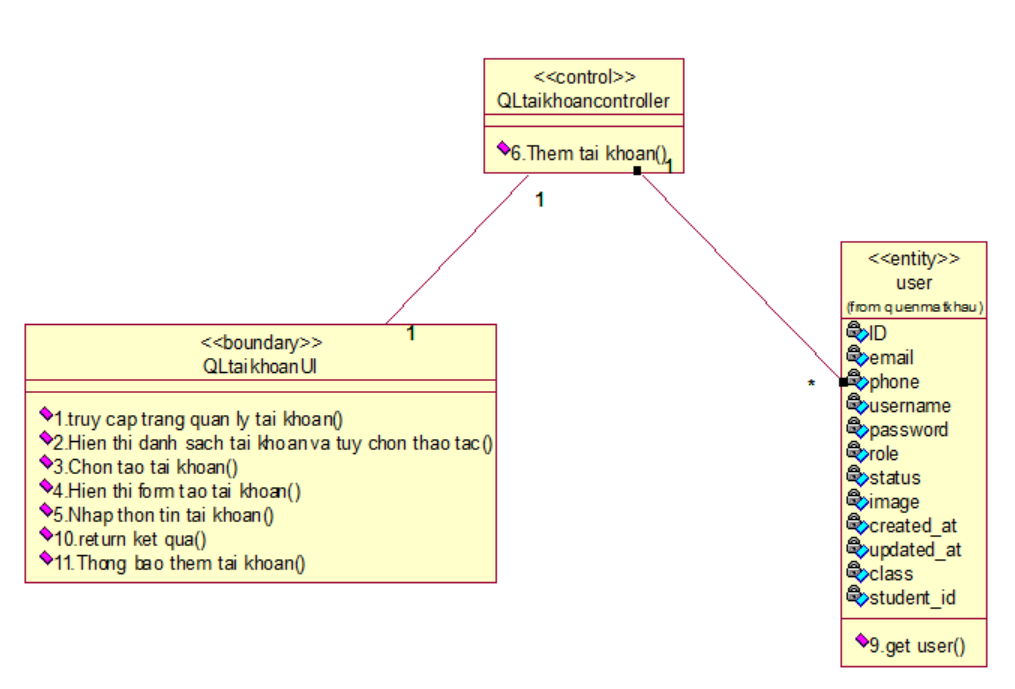 <<control>>
QLtaikhoancontroller
6.Them tai khoan()
1
1
1
<<boundary>>
QLtaikhoanUI
1.truy cap trang quan ly tai khoan()
2.Hien thi danh sach tai khoan va tuy chon thao tac()
3.Chon tao tai khoan()
4.Hien thi form tao tai khoan()
5.Nhap thon tin tai khoan()
10.return ket qua()
11.Thong bao them tai khoan()
*
<<entity>>
user
(from quenmatkhau)
ID
email
phone
username
password
role
status
image
created_at
updated_at
class
student_id
9.get user()